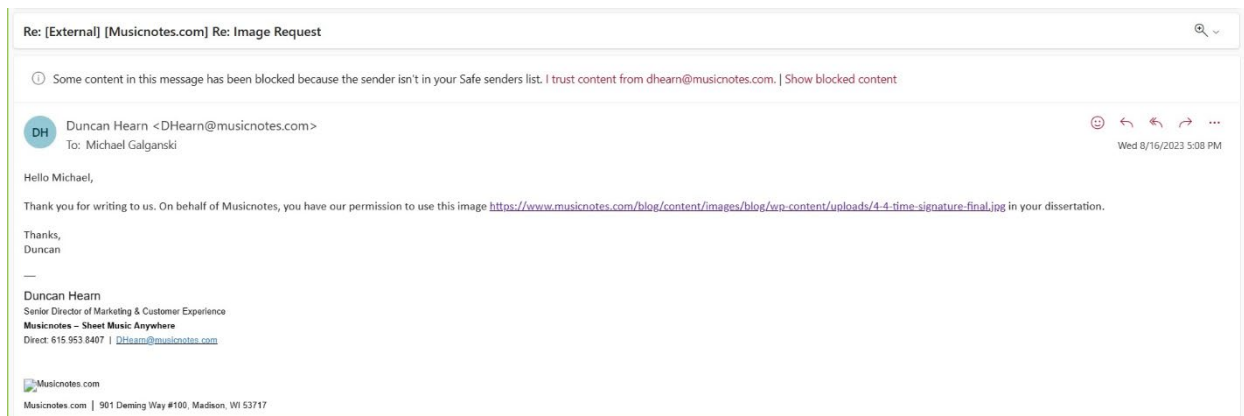 Re: [External] [Musicnotes.com] Re: Image Request
Some content in this message has been blocked because the sender isn't in your Safe senders list. I trust content from dhearn@musicnotes.com. | Show blocked content
DH
Duncan Hearn <DHearn@musicnotes.com>
To: Michael Galganski
Wed 8/16/2023 5:08 PM
Hello Michael,
Thank you for writing to us. On behalf of Musicnotes, you have our permission to use this image https://www.musicnotes.com/blog/content/images/blog/wp-content/uploads/4-4-time-signature-final.jpg in your dissertation.
Thanks,
Duncan
—
Duncan Hearn
Senior Director of Marketing & Customer Experience
Musicnotes – Sheet Music Anywhere
Direct: 615.953.8407 | DHearn@musicnotes.com
Musicnotes.com
Musicnotes.com | 901 Deming Way #100, Madison, WI 53717